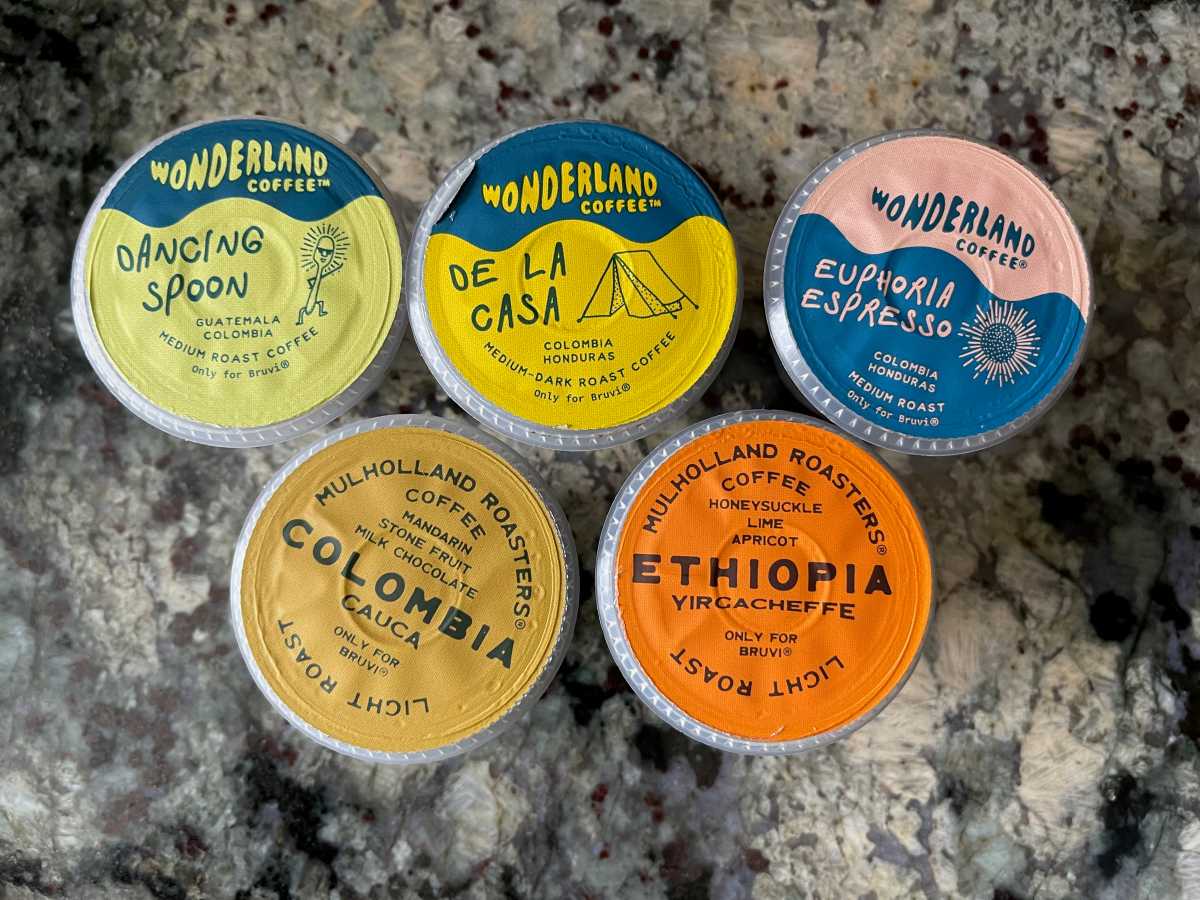 WONDERLAND
COFFEE™
DANCING
SPOON
GUATEMALA
COLOMBIA
MEDIUM ROAST COFFEE
Only for Bruvi®
WONDERLAND
COFFEE™
DE LA
CASA
COLOMBIA
HONDURAS
MEDIUM-DARK ROAST COFFEE
Only for Bruvi®
WONDERLAND
COFFEE®
EUPHORIA
ESPRESSO
COLOMBIA
HONDURAS
MEDIUM ROAST
Only for Bruvi®
MULHOLLAND ROASTERS®
COFFEE
MANDARIN
STONE FRUIT
MILK CHOCOLATE
COLOMBIA
CAUCA
ONLY FOR
BRUVI®
LIGHT ROAST
MULHOLLAND ROASTERS®
COFFEE
HONEYSUCKLE
LIME
APRICOT
ETHIOPIA
YIRGACHEFFE
ONLY FOR
BRUVI®
LIGHT ROAST